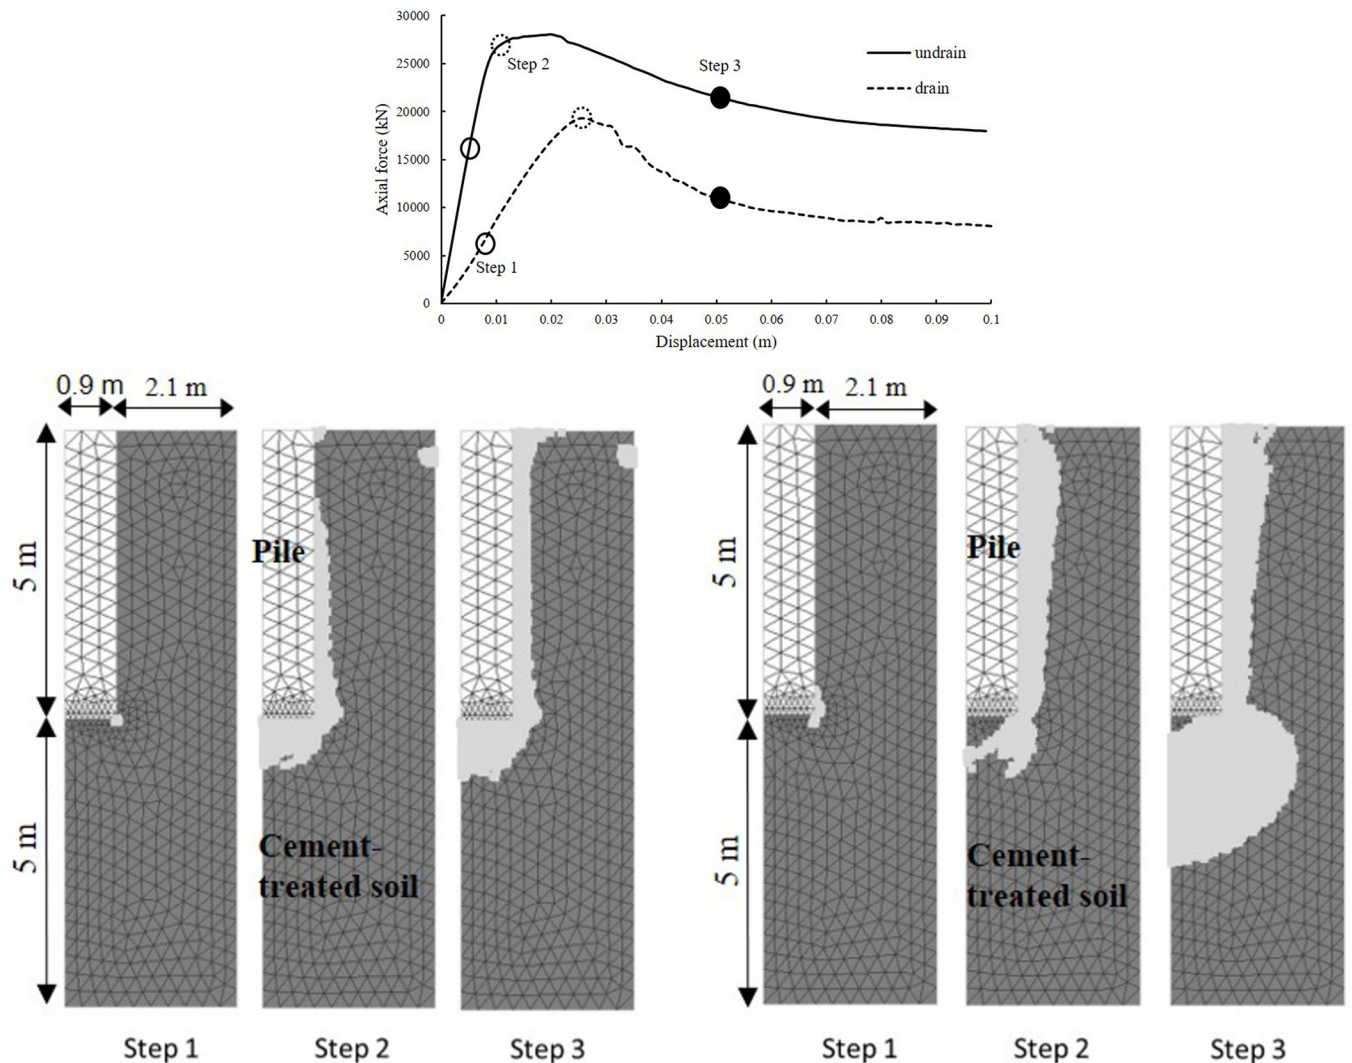 30000
25000
20000
15000
10000
5000
0
Axial force (kN)
Step 2
Step 3
Step 1
undrain
drain
0 0.01 0.02 0.03 0.04 0.05 0.06 0.07 0.08 0.09 0.1
Displacement (m)
0.9 m 2.1 m
5 m
5 m
Pile
Cement-
treated soil
Step 1 Step 2 Step 3
0.9 m 2.1 m
5 m
5 m
Pile
Cement-
treated soil
Step 1 Step 2 Step 3